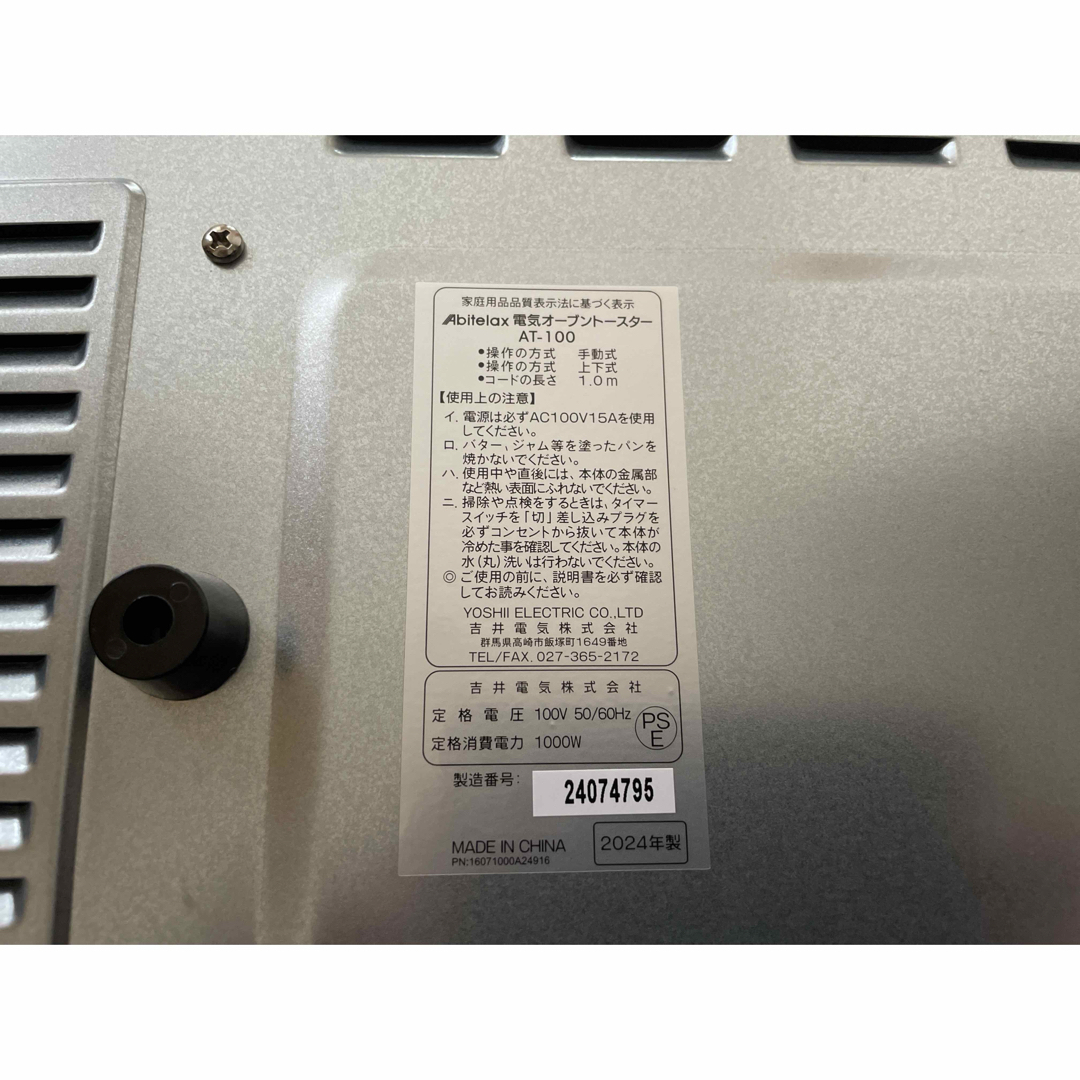 家庭用品品質表示法に基づく表示
Abitelax 電気オーブントースター
AT-100
•操作の方式 手動式
•操作の方式 上下式
•コードの長さ 1.0m
【使用上の注意】
イ. 電源は必ずAC100V15Aを使用
してください。
ロ. バター、ジャム等を塗ったパンを
焼かないでください。
ハ. 使用中や直後には、本体の金属部
など熱い表面にふれないでください。
ニ. 掃除や点検をするときは、タイマー
スイッチを「切」差し込みプラグを
必ずコンセントから抜いて本体が
冷めた事を確認してください。本体の
水(丸)洗いは行わないでください。
◎ ご使用の前に、説明書を必ず確認
してお読みください。
YOSHII ELECTRIC CO.,LTD
吉井電気株式会社
群馬県高崎市飯塚町1649番地
TEL/FAX. 027-365-2172
吉井電気株式会社
定格電圧 100V 50/60Hz
定格消費電力 1000W
PS
E
製造番号: 24074795
MADE IN CHINA
PN:16071000A24916
2024年製